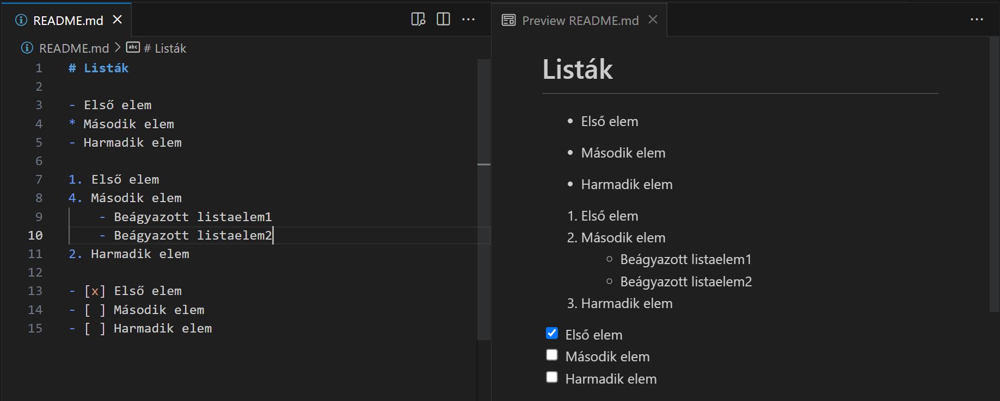 README.md
README.md > # Listák
1 # Listák
2
3 - Első elem
4 * Második elem
5 - Harmadik elem
6
7 1. Első elem
8 4. Második elem
9 - Beágyazott listaelem1
10 - Beágyazott listaelem2
11 2. Harmadik elem
12
13 - [x] Első elem
14 - [ ] Második elem
15 - [ ] Harmadik elem
Preview README.md
Listák
• Első elem
• Második elem
• Harmadik elem
1. Első elem
2. Második elem
○ Beágyazott listaelem1
○ Beágyazott listaelem2
3. Harmadik elem
Első elem
Második elem
Harmadik elem